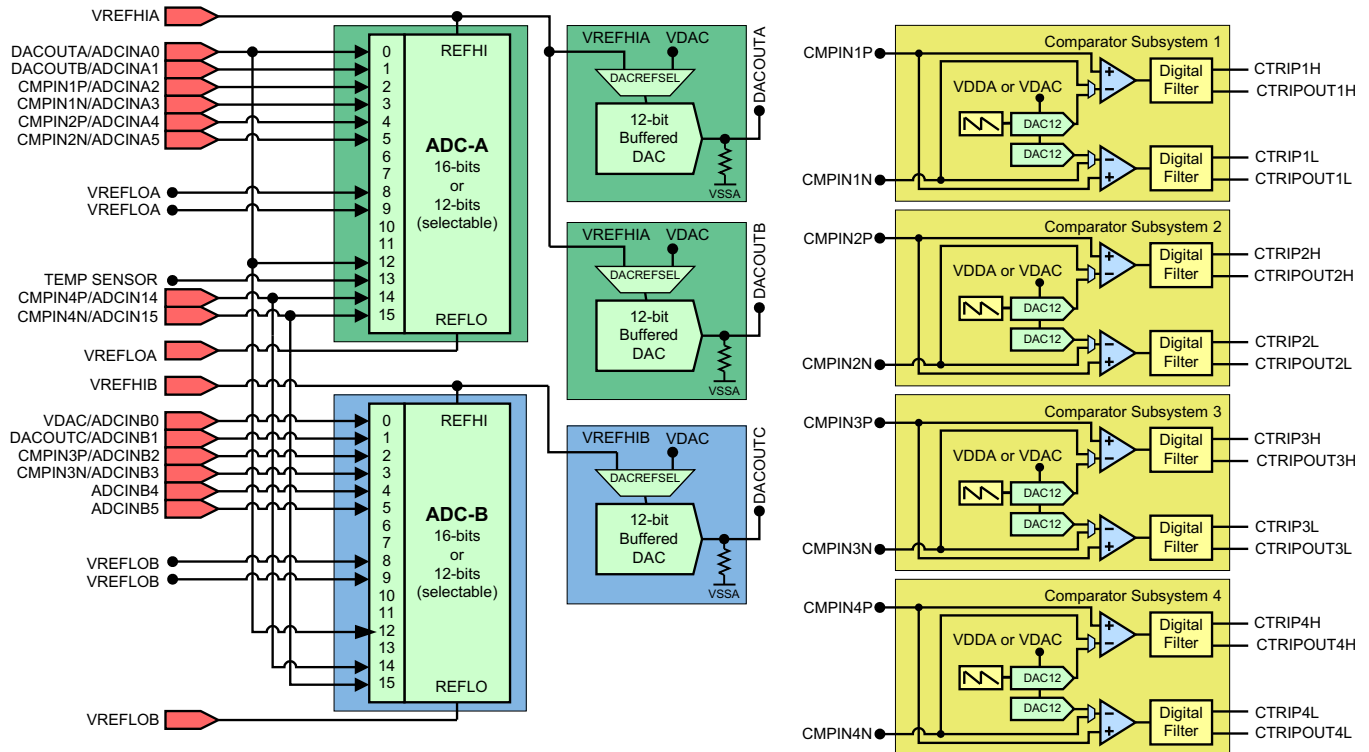 VREFHIA
DACOUTA/ADCINA0
DACOUTB/ADCINA1
CMPIN1P/ADCINA2
CMPIN1N/ADCINA3
CMPIN2P/ADCINA4
CMPIN2N/ADCINA5
VREFLOA
VREFLOA
TEMP SENSOR
CMPIN4P/ADCIN14
CMPIN4N/ADCIN15
VREFLOA
REFHI
0
1
2
3
4
5
6
7
8
9
10
11
12
13
14
15
ADC-A
16-bits
or
12-bits
(selectable)
REFLO
VREFHIB
VDAC/ADCINB0
DACOUTC/ADCINB1
CMPIN3P/ADCINB2
CMPIN3N/ADCINB3
ADCINB4
ADCINB5
VREFLOB
VREFLOB
VREFLOB
REFHI
0
1
2
3
4
5
6
7
8
9
10
11
12
13
14
15
ADC-B
16-bits
or
12-bits
(selectable)
REFLO
VREFHIA
VDAC
DACREFSEL
12-bit
Buffered
DAC
VSSA
DACOUTA
VREFHIA
VDAC
DACREFSEL
12-bit
Buffered
DAC
VSSA
DACOUTB
VREFHIB
VDAC
DACREFSEL
12-bit
Buffered
DAC
VSSA
DACOUTC
Comparator Subsystem 1
CMPIN1P
CMPIN1N
VDDA or VDAC
DAC12
DAC12
Digital
Filter
Digital
Filter
CTRIP1H
CTRIPOUT1H
CTRIP1L
CTRIPOUT1L
Comparator Subsystem 2
CMPIN2P
CMPIN2N
VDDA or VDAC
DAC12
DAC12
Digital
Filter
Digital
Filter
CTRIP2H
CTRIPOUT2H
CTRIP2L
CTRIPOUT2L
Comparator Subsystem 3
CMPIN3P
CMPIN3N
VDDA or VDAC
DAC12
DAC12
Digital
Filter
Digital
Filter
CTRIP3H
CTRIPOUT3H
CTRIP3L
CTRIPOUT3L
Comparator Subsystem 4
CMPIN4P
CMPIN4N
VDDA or VDAC
DAC12
DAC12
Digital
Filter
Digital
Filter
CTRIP4H
CTRIPOUT4H
CTRIP4L
CTRIPOUT4L